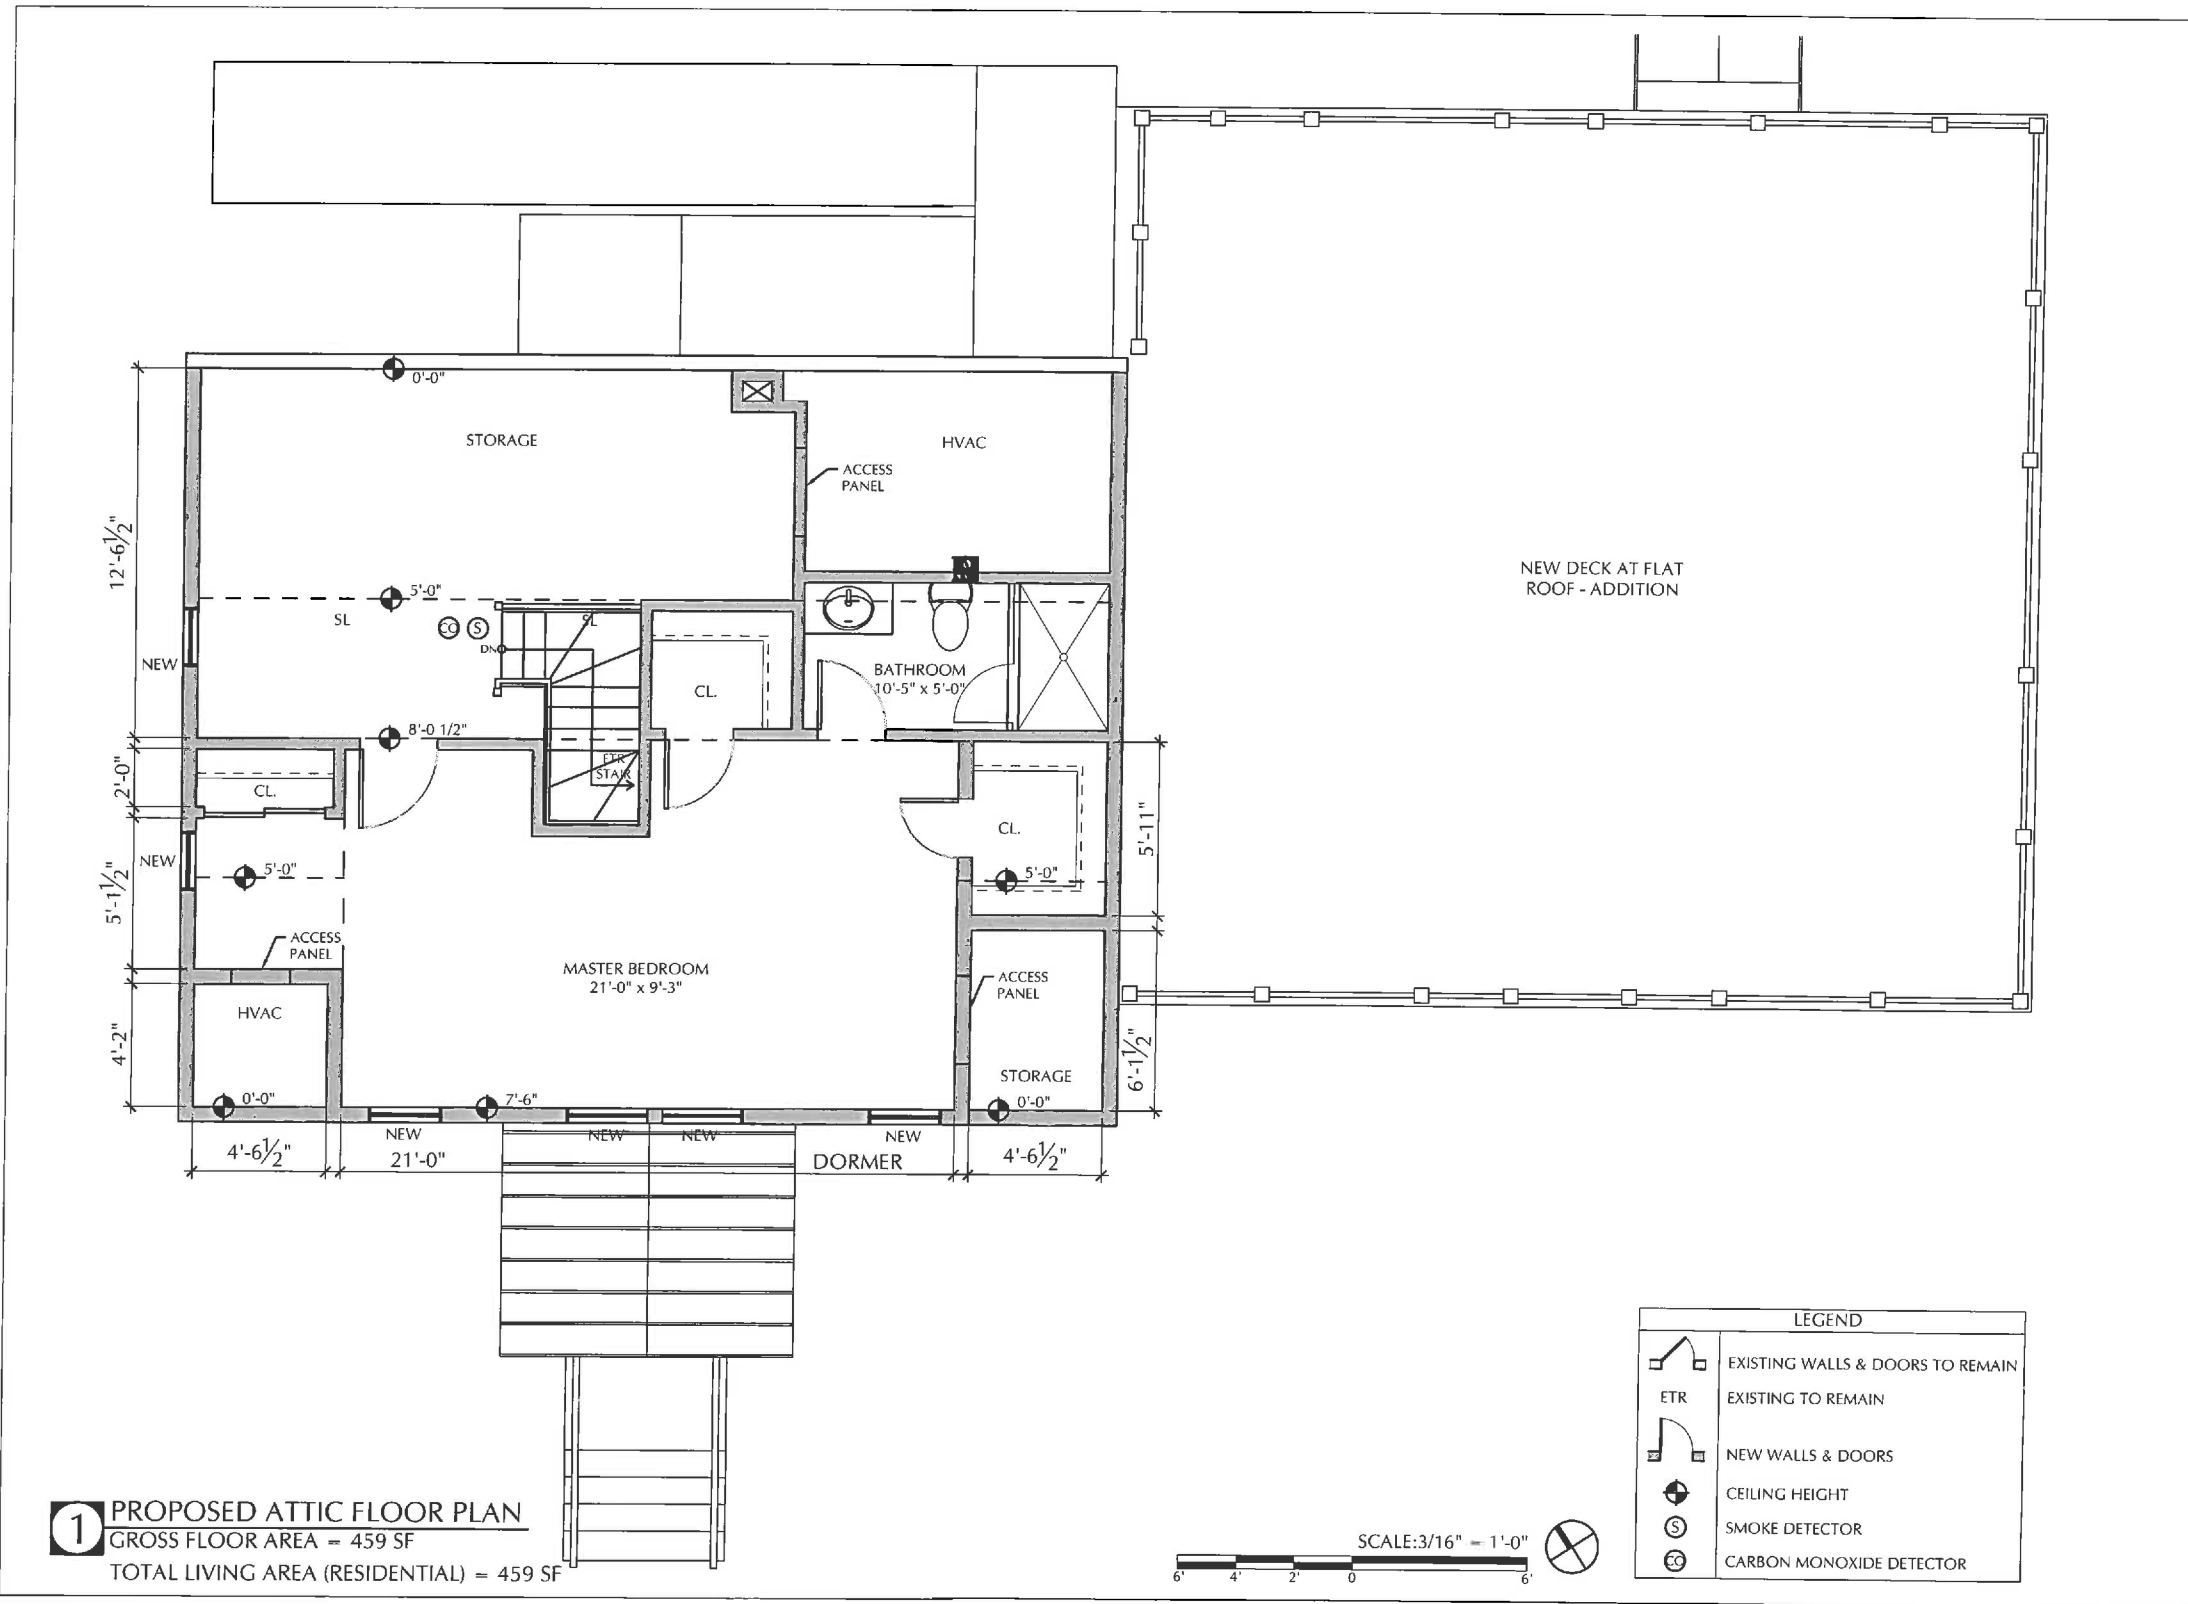 0'-0"
STORAGE
HVAC
ACCESS
PANEL
12'-6½"
5'-0"
SL
SL
CO
S
DN
NEW
CL.
BATHROOM
10'-5" x 5'-0"
8'-0 1/2"
NEW DECK AT FLAT
ROOF - ADDITION
2'-0"
CL.
ETR
STAIR
CL.
5'-11"
NEW
5'-0"
5'-0"
5'-1½"
ACCESS
PANEL
MASTER BEDROOM
21'-0" x 9'-3"
ACCESS
PANEL
HVAC
4'-2"
6'-1½"
STORAGE
0'-0"
7'-6"
0'-0"
NEW
NEW
NEW
NEW
4'-6½"
21'-0"
DORMER
4'-6½"
LEGEND
EXISTING WALLS & DOORS TO REMAIN
ETR EXISTING TO REMAIN
NEW WALLS & DOORS
CEILING HEIGHT
S SMOKE DETECTOR
CO CARBON MONOXIDE DETECTOR
1 PROPOSED ATTIC FLOOR PLAN
GROSS FLOOR AREA = 459 SF
TOTAL LIVING AREA (RESIDENTIAL) = 459 SF
SCALE:3/16" = 1'-0"
6' 4' 2' 0 6'